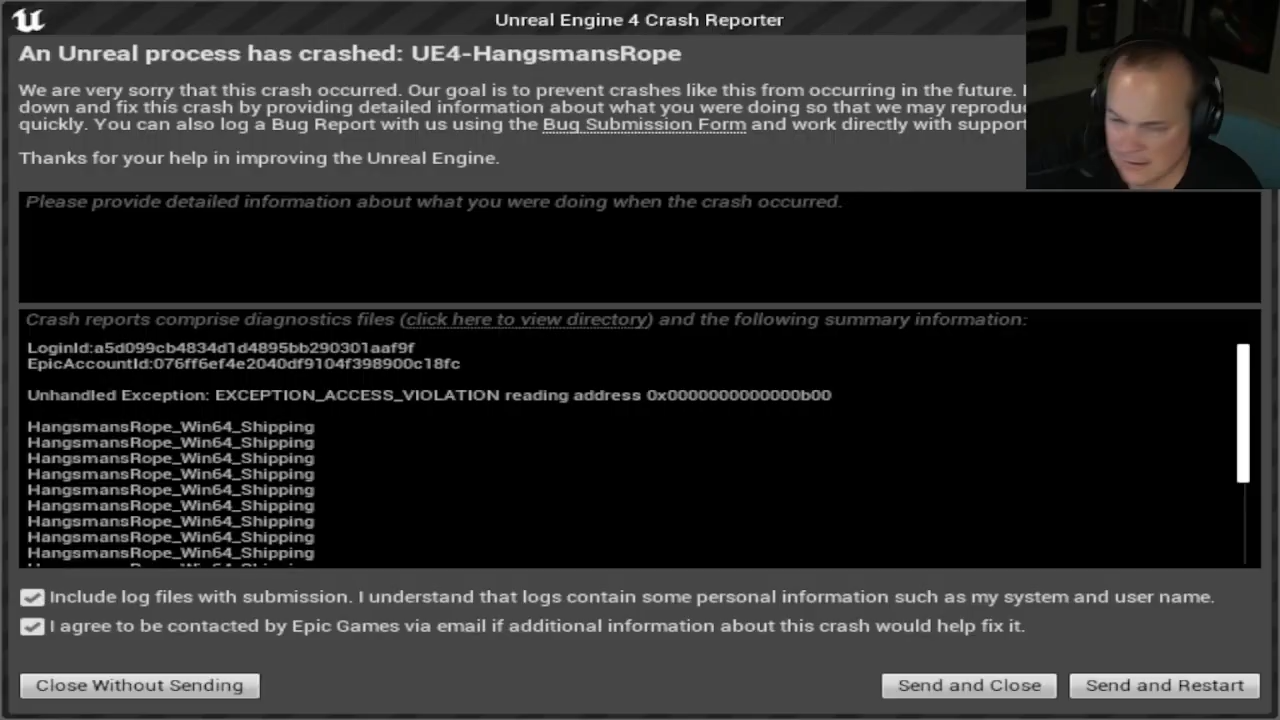 Unreal Engine 4 Crash Reporter
An Unreal process has crashed: UE4-HangsmansRope
We are very sorry that this crash occurred. Our goal is to prevent crashes like this from occurring in the future.
down and fix this crash by providing detailed information about what you were doing so that we may
quickly. You can also log a Bug Report with us using the Bug Submission Form and work directly with support
Thanks for your help in improving the Unreal Engine.
Please provide detailed information about what you were doing when the crash occurred.
Crash reports comprise diagnostics files (click here to view directory) and the following summary information:
LoginId:a5d099cb4834d1d4895bb290301aaf9f
EpicAccountId:076ff6ef4e2040df9104f398900c18fc
Unhandled Exception: EXCEPTION_ACCESS_VIOLATION reading address 0x0000000000000b00
HangsmansRope_Win64_Shipping
HangsmansRope_Win64_Shipping
HangsmansRope_Win64_Shipping
HangsmansRope_Win64_Shipping
HangsmansRope_Win64_Shipping
HangsmansRope_Win64_Shipping
HangsmansRope_Win64_Shipping
HangsmansRope_Win64_Shipping
HangsmansRope_Win64_Shipping
Include log files with submission. I understand that logs contain some personal information such as my system and user name.
I agree to be contacted by Epic Games via email if additional information about this crash would help fix it.
Close Without Sending
Send and Close
Send and Restart